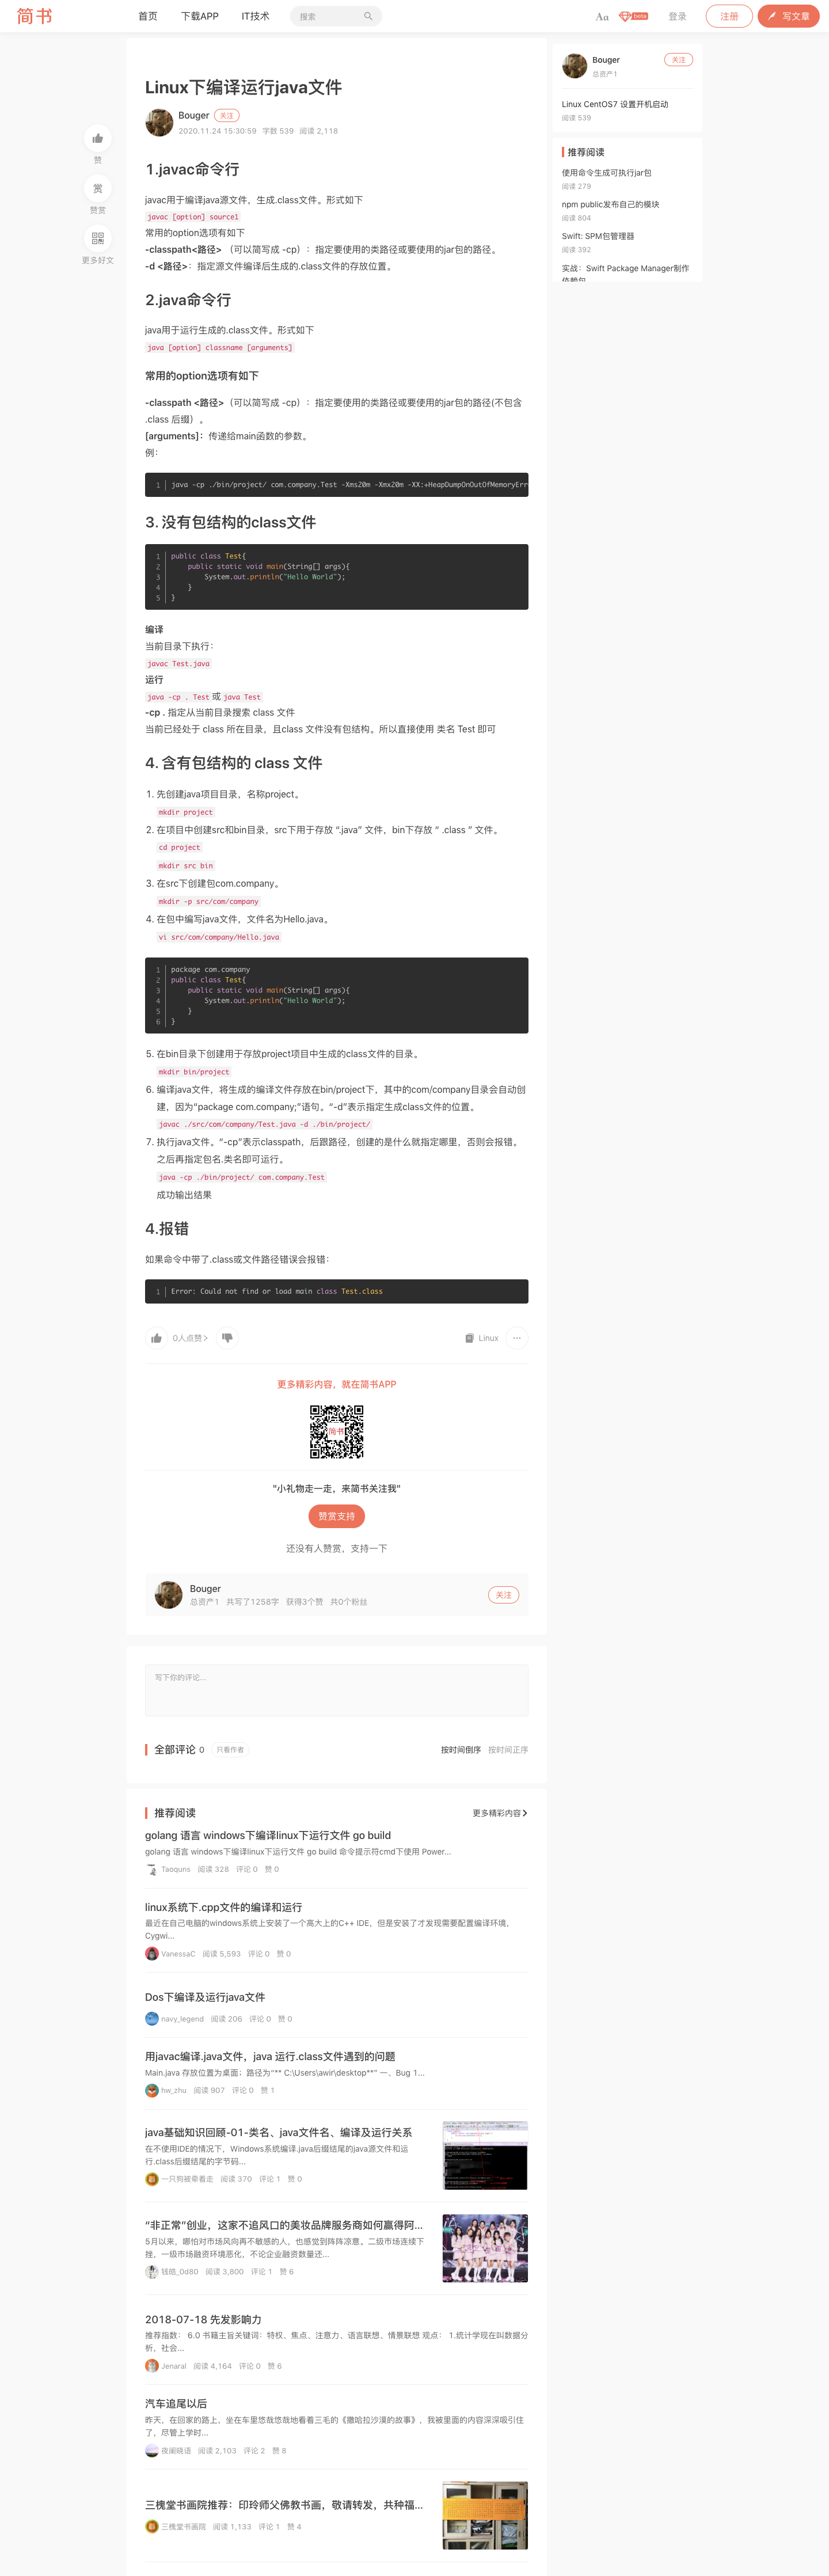 简书
首页
下载APP
IT技术
搜索
Aa
beta
登录
注册
写文章
赞
赏
赞赏
更多好文
Linux下编译运行java文件
Bouger
关注
2020.11.24 15:30:59 字数 539 阅读 2,118
1.javac命令行
javac用于编译java源文件，生成.class文件。形式如下
javac [option] source1
常用的option选项有如下
-classpath<路径> （可以简写成 -cp）：指定要使用的类路径或要使用的jar包的路径。
-d <路径>：指定源文件编译后生成的.class文件的存放位置。
2.java命令行
java用于运行生成的.class文件。形式如下
java [option] classname [arguments]
常用的option选项有如下
-classpath <路径>（可以简写成 -cp）：指定要使用的类路径或要使用的jar包的路径(不包含
.class 后缀）。
[arguments]：传递给main函数的参数。
例：
1 java -cp ./bin/project/ com.company.Test -Xms20m -Xmx20m -XX:+HeapDumpOnOutOfMemoryErr
3. 没有包结构的class文件
1 public class Test{
2 public static void main(String[] args){
3 System.out.println("Hello World");
4 }
5 }
编译
当前目录下执行：
javac Test.java
运行
java -cp . Test 或 java Test
-cp . 指定从当前目录搜索 class 文件
当前已经处于 class 所在目录，且class 文件没有包结构。所以直接使用 类名 Test 即可
4. 含有包结构的 class 文件
1. 先创建java项目目录，名称project。
mkdir project
2. 在项目中创建src和bin目录，src下用于存放 “.java” 文件，bin下存放 “ .class ” 文件。
cd project
mkdir src bin
3. 在src下创建包com.company。
mkdir -p src/com/company
4. 在包中编写java文件，文件名为Hello.java。
vi src/com/company/Hello.java
1 package com.company
2 public class Test{
3 public static void main(String[] args){
4 System.out.println("Hello World");
5 }
6 }
5. 在bin目录下创建用于存放project项目中生成的class文件的目录。
mkdir bin/project
6. 编译java文件，将生成的编译文件存放在bin/project下，其中的com/company目录会自动创
建，因为“package com.company;”语句。“-d”表示指定生成class文件的位置。
javac ./src/com/company/Test.java -d ./bin/project/
7. 执行java文件。“-cp”表示classpath，后跟路径，创建的是什么就指定哪里，否则会报错。
之后再指定包名.类名即可运行。
java -cp ./bin/project/ com.company.Test
成功输出结果
4.报错
如果命令中带了.class或文件路径错误会报错：
1 Error: Could not find or load main class Test.class
0人点赞
Linux
更多精彩内容，就在简书APP
简书
"小礼物走一走，来简书关注我"
赞赏支持
还没有人赞赏，支持一下
Bouger
总资产1 共写了1258字 获得3个赞 共0个粉丝
关注
写下你的评论...
全部评论 0 只看作者
按时间倒序 按时间正序
推荐阅读
更多精彩内容
golang 语言 windows下编译linux下运行文件 go build
golang 语言 windows下编译linux下运行文件 go build 命令提示符cmd下使用 Power...
Taoquns 阅读 328 评论 0 赞 0
linux系统下.cpp文件的编译和运行
最近在自己电脑的windows系统上安装了一个高大上的C++ IDE，但是安装了才发现需要配置编译环境，
Cygwi...
VanessaC 阅读 5,593 评论 0 赞 0
Dos下编译及运行java文件
navy_legend 阅读 206 评论 0 赞 0
用javac编译.java文件，java 运行.class文件遇到的问题
Main.java 存放位置为桌面；路径为“** C:\Users\awir\desktop**” 一、Bug 1...
hw_zhu 阅读 907 评论 0 赞 1
java基础知识回顾-01-类名、java文件名、编译及运行关系
在不使用IDE的情况下，Windows系统编译.java后缀结尾的java源文件和运
行.class后缀结尾的字节码...
一只狗被牵着走 阅读 370 评论 1 赞 0
“非正常”创业，这家不追风口的美妆品牌服务商如何赢得阿...
5月以来，哪怕对市场风向再不敏感的人，也感觉到阵阵凉意。二级市场连续下
挫，一级市场融资环境恶化，不论企业融资数量还...
钱皓_0d80 阅读 3,800 评论 1 赞 6
2018-07-18 先发影响力
推荐指数： 6.0 书籍主旨关键词：特权、焦点、注意力、语言联想、情景联想 观点： 1.统计学现在叫数据分
析，社会...
Jenaral 阅读 4,164 评论 0 赞 6
汽车追尾以后
昨天，在回家的路上，坐在车里悠哉悠哉地看着三毛的《撒哈拉沙漠的故事》，我被里面的内容深深吸引住
了，尽管上学时...
夜阑晓语 阅读 2,103 评论 2 赞 8
三槐堂书画院推荐：印玲师父佛教书画，敬请转发，共种福...
三槐堂书画院 阅读 1,133 评论 1 赞 4
Bouger
总资产1
关注
Linux CentOS7 设置开机启动
阅读 539
推荐阅读
使用命令生成可执行jar包
阅读 279
npm public发布自己的模块
阅读 804
Swift: SPM包管理器
阅读 392
实战：Swift Package Manager制作